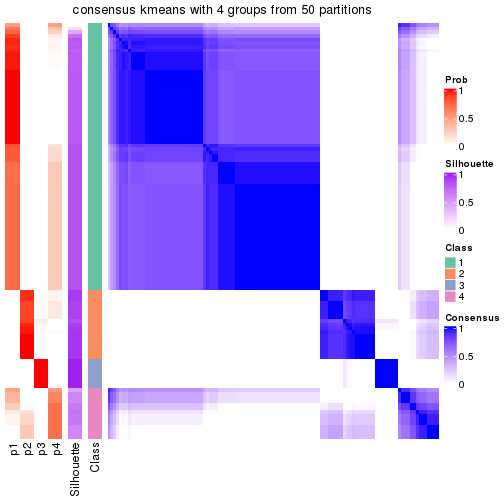 consensus kmeans with 4 groups from 50 partitions
Prob
1
0.5
0
Silhouette
1
0.5
0
Class
1
2
3
4
Consensus
1
0.5
0
p1
p2
p3
p4
Silhouette
Class